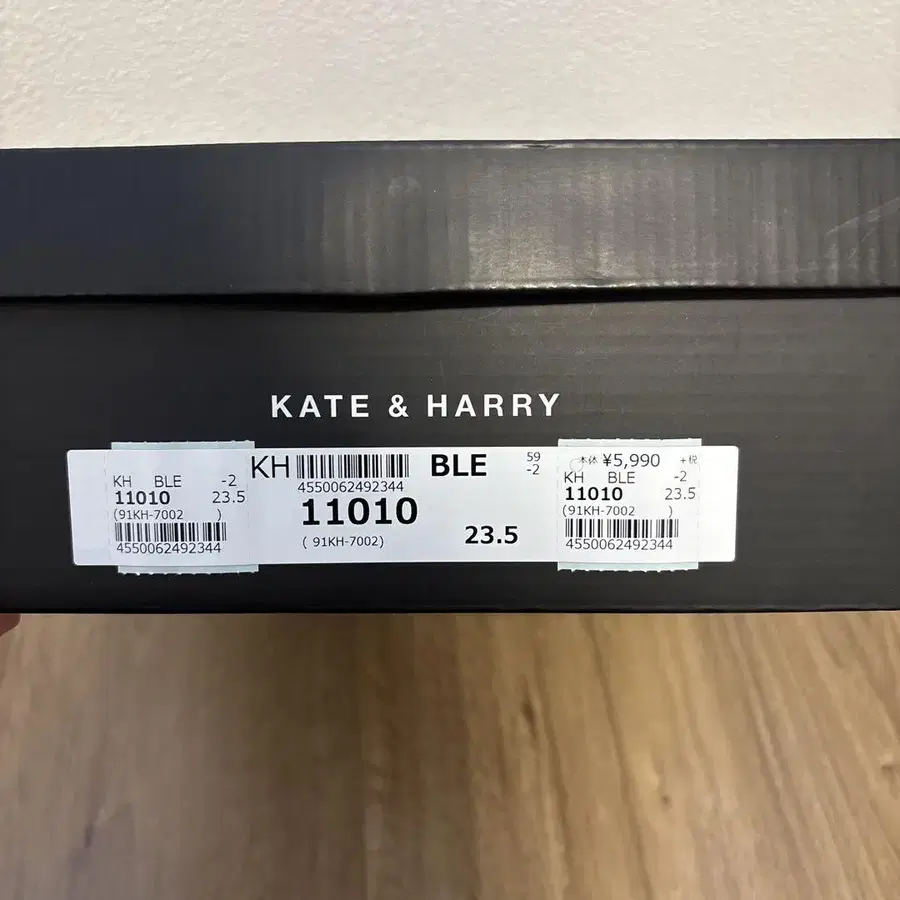 KATE & HARRY
KH BLE -2
11010 23.5
(91KH-7002 )
4550062492344
KH BLE 59
-2
4550062492344
11010
( 91KH-7002)
23.5
本体 ¥5,990 +税
KH BLE -2
11010 23.5
(91KH-7002 )
4550062492344